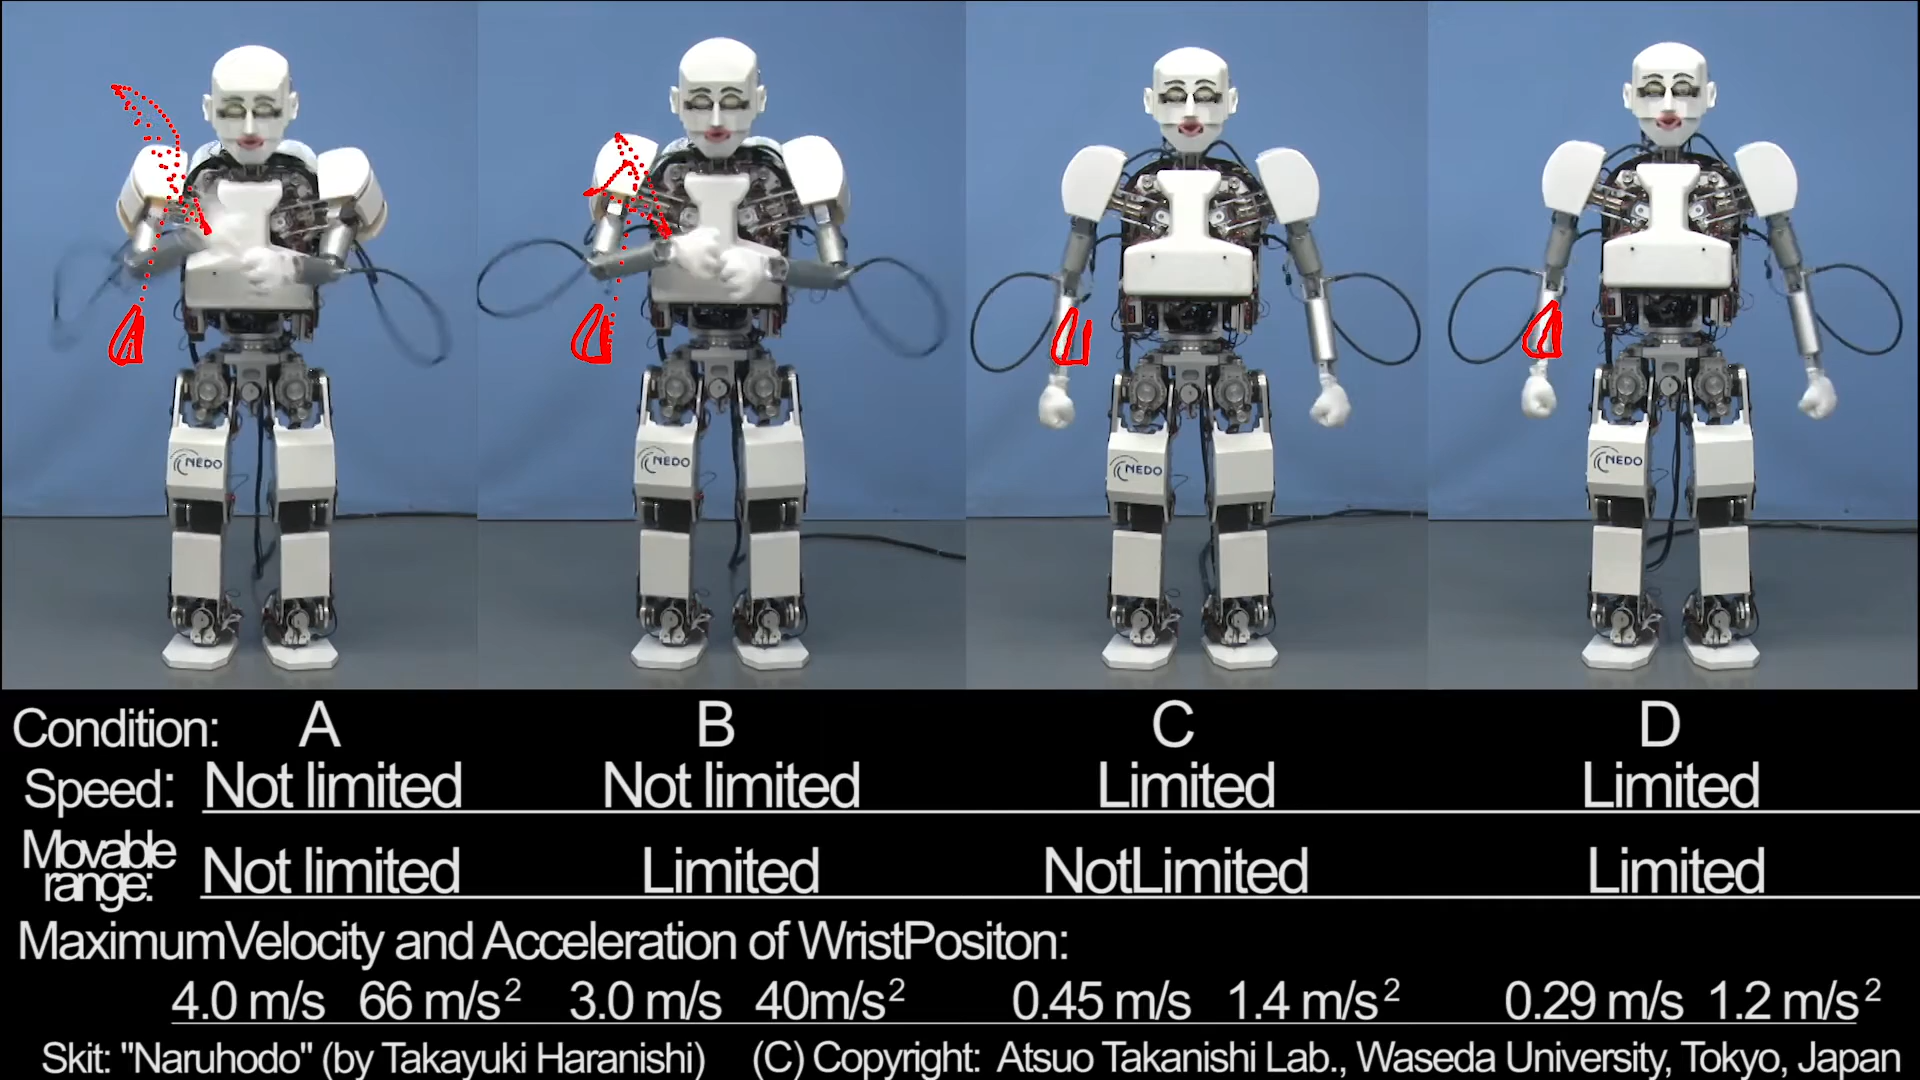 NEDO NEDO NEDO NEDO
Condition: A B C D
Speed: Not limited Not limited Limited Limited
Movable range: Not limited Limited NotLimited Limited
MaximumVelocity and Acceleration of WristPositon:
4.0 m/s 66 m/s² 3.0 m/s 40m/s² 0.45 m/s 1.4 m/s² 0.29 m/s 1.2 m/s²
Skit: "Naruhodo" (by Takayuki Haranishi) (C) Copyright: Atsuo Takanishi Lab., Waseda University, Tokyo, Japan